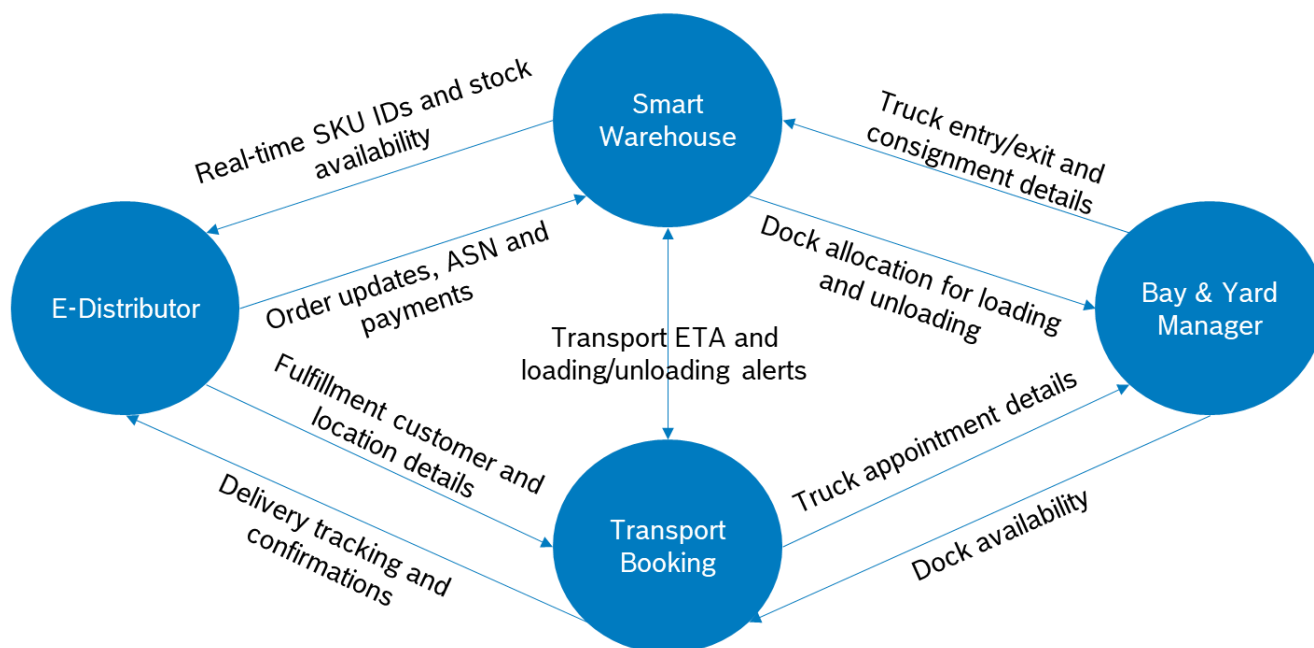 Smart
Warehouse
Real-time SKU IDs and stock
availability
Truck entry/exit and
consignment details
E-Distributor
Order updates, ASN and
payments
Dock allocation for loading
and unloading
Bay & Yard
Manager
Transport ETA and
loading/unloading alerts
Fulfillment customer and
location details
Truck appointment details
Delivery tracking and
confirmations
Transport
Booking
Dock availability